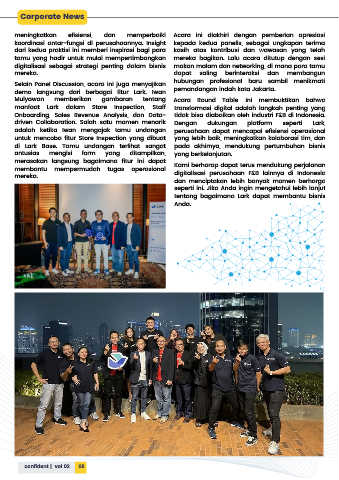 Corporate News
meningkatkan efisiensi, dan memperbaiki
koordinasi antar-fungsi di perusahaannya. Insight
dari kedua praktisi ini memberi inspirasi bagi para
tamu yang hadir untuk mulai mempertimbangkan
digitalisasi sebagai strategi penting dalam bisnis
mereka.
Selain Panel Discussion, acara ini juga menyajikan
demo langsung dari berbagai fitur Lark. Iwan
Mulyawan memberikan gambaran tentang
manfaat Lark dalam Store Inspection, Staff
Onboarding, Sales Revenue Analysis, dan Data-
driven Collaboration. Salah satu momen menarik
adalah ketika Iwan mengajak tamu undangan
untuk mencoba fitur Store Inspection yang dibuat
di Lark Base. Tamu undangan terlihat sangat
antusias mengisi form yang ditampilkan,
merasakan langsung bagaimana fitur ini dapat
membantu mempermudah tugas operasional
mereka.
Acara ini diakhiri dengan pemberian apresiasi
kepada kedua panelis, sebagai ungkapan terima
kasih atas kontribusi dan wawasan yang telah
mereka bagikan. Lalu acara ditutup dengan sesi
makan malam dan networking, di mana para tamu
dapat saling berinteraksi dan membangun
hubungan profesional baru sambil menikmati
pemandangan indah kota Jakarta.
Acara Round Table ini membuktikan bahwa
transformasi digital adalah langkah penting yang
tidak bisa diabaikan oleh industri F&B di Indonesia.
Dengan dukungan platform seperti Lark,
perusahaan dapat mencapai efisiensi operasional
yang lebih baik, meningkatkan kolaborasi tim, dan
pada akhirnya, mendukung pertumbuhan bisnis
yang berkelanjutan.
Kami berharap dapat terus mendukung perjalanan
digitalisasi perusahaan F&B lainnya di Indonesia
dan menciptakan lebih banyak momen berharga
seperti ini. Jika Anda ingin mengetahui lebih lanjut
tentang bagaimana Lark dapat membantu bisnis
Anda.
confident | vol 02